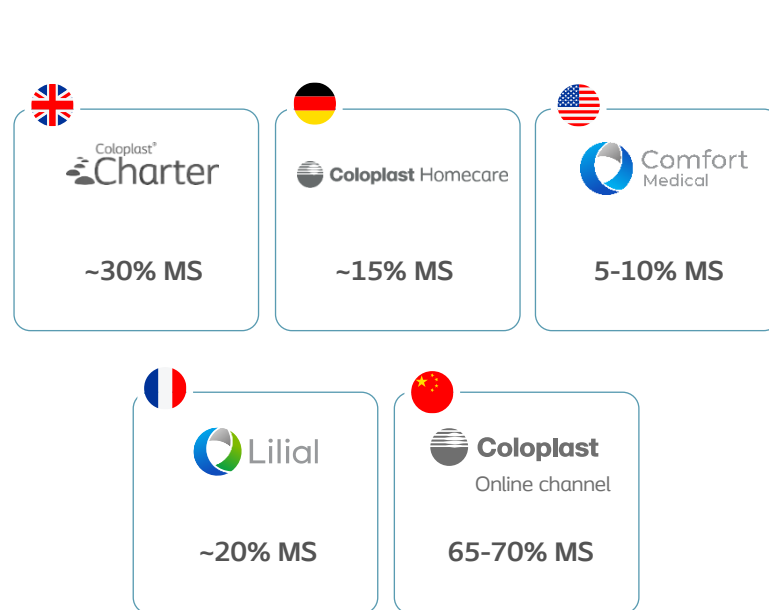 Coloplast®
Charter
Coloplast Homecare
Comfort
Medical
~30% MS
~15% MS
5-10% MS
Lilial
Coloplast
Online channel
~20% MS
65-70% MS